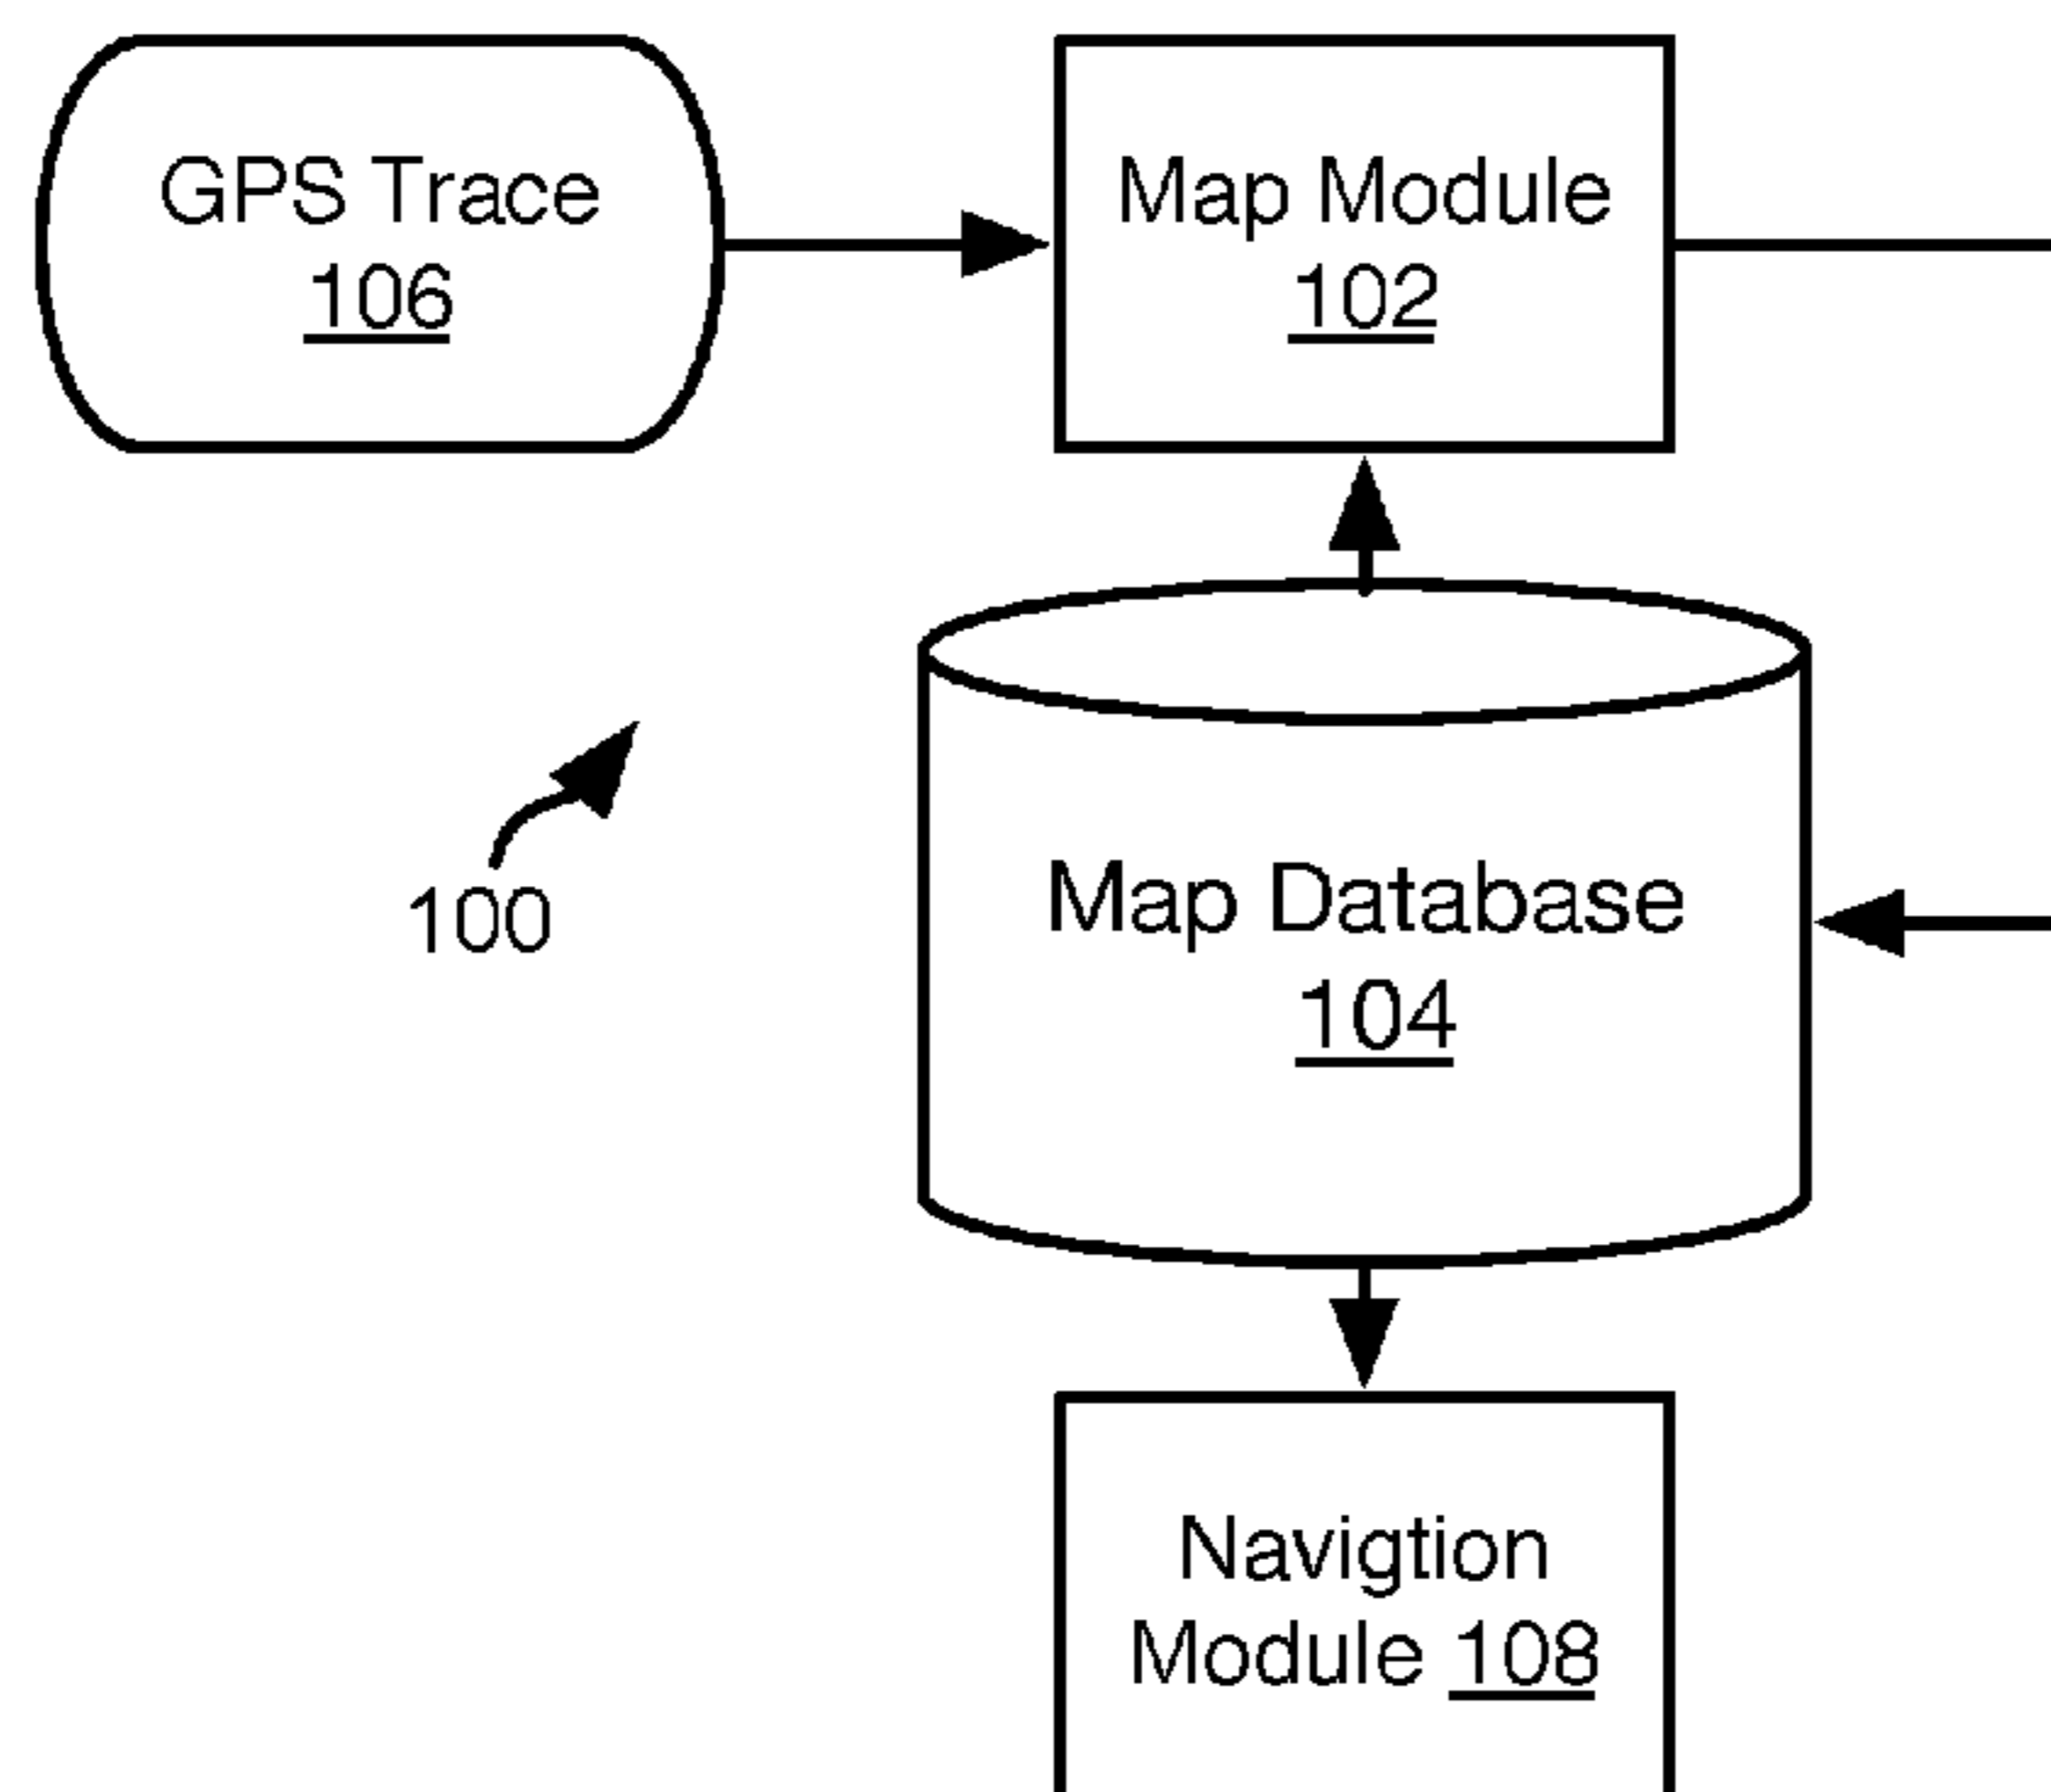 GPS Trace
106
Map Module
102
100
Map Database
104
Navigtion
Module 108